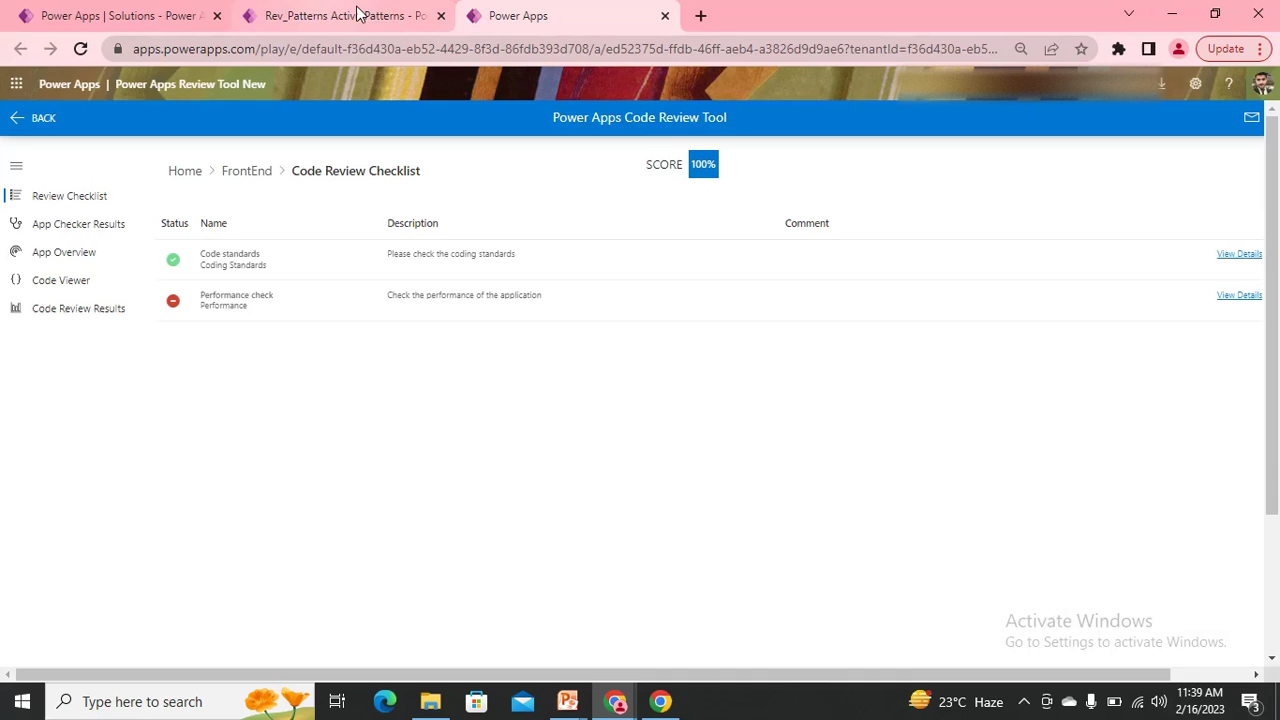 Power Apps | Solutions - Power A
Rev_Patterns Active Patterns - Po
Power Apps
apps.powerapps.com/play/e/default-f36d430a-eb52-4429-8f3d-86fdb393d708/a/ed52375d-ffdb-46ff-aeb4-a3826d9d9ae6?tenantId=f36d430a-eb5...
Update
Power Apps | Power Apps Review Tool New
?
BACK
Power Apps Code Review Tool
Home > FrontEnd > Code Review Checklist
SCORE 100%
Review Checklist
App Checker Results
App Overview
Code Viewer
Code Review Results
Status Name Description Comment
Code standards
Coding Standards
Please check the coding standards
View Details
Performance check
Performance
Check the performance of the application
View Details
Activate Windows
Go to Settings to activate Windows.
Type here to search
23°C Haze
11:39 AM
2/16/2023
3